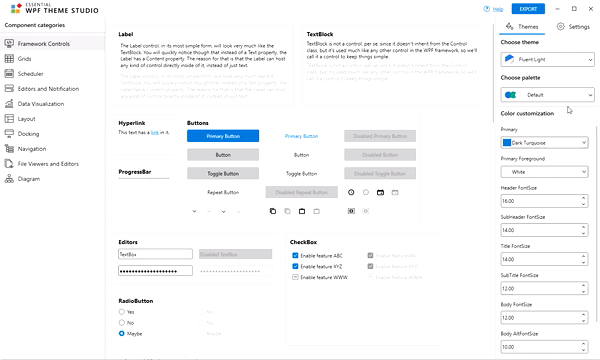 ESSENTIAL
WPF THEME STUDIO
Help
EXPORT
Component categories
Framework Controls
Grids
Scheduler
Editors and Notification
Data Visualization
Layout
Docking
Navigation
File Viewers and Editors
Diagram
Label
The Label control, in its most simple form, will look very much like the
TextBlock. You will quickly notice though that instead of a Text property, the
Label has a Content property. The reason for that is that the Label can host
any kind of control directly inside of it, instead of just text.
TextBlock
TextBlock is not a control, per se, since it doesn't inherit from the Control
class, but it's used much like any other control in the WPF framework, so we'll
call it a control to keep things simple.
Hyperlink
This text has a link in it.
ProgressBar
Buttons
Primary Button
Primary Button
Disabled Primary Button
Button
Button
Disabled Button
Toggle Button
Toggle Button
Disabled Toggle Button
Repeat Button
Disabled Repeat Button
Editors
TextBox
Disabled TextBox
CheckBox
Enable feature ABC
Enable feature ABC
Enable feature XYZ
Enable feature XYZ
Enable feature WWW
Enable feature WWW
RadioButton
Yes
Yes
No
No
Maybe
Maybe
Themes
Settings
Choose theme
Fluent Light
Choose palette
Default
Color customization
Primary
Dark Turquoise
Primary Foreground
White
Header FontSize
16.00
SubHeader FontSize
14.00
Title FontSize
14.00
SubTitle FontSize
12.00
Body FontSize
12.00
Body AltFontSize
10.00